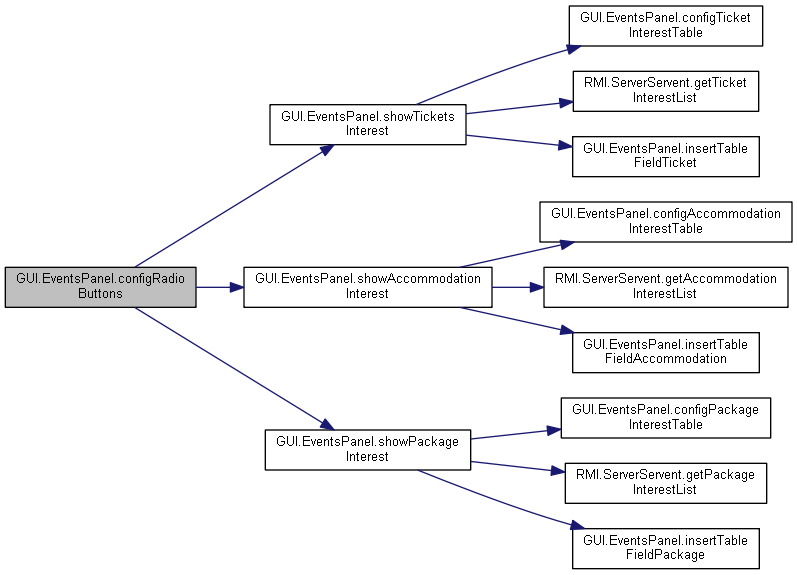 GUI.EventsPanel.configTicket
InterestTable
RMI.ServerServent.getTicket
InterestList
GUI.EventsPanel.showTickets
Interest
GUI.EventsPanel.insertTable
FieldTicket
GUI.EventsPanel.configAccommodation
InterestTable
GUI.EventsPanel.configRadio
Buttons
GUI.EventsPanel.showAccommodation
Interest
RMI.ServerServent.getAccommodation
InterestList
GUI.EventsPanel.insertTable
FieldAccommodation
GUI.EventsPanel.configPackage
InterestTable
GUI.EventsPanel.showPackage
Interest
RMI.ServerServent.getPackage
InterestList
GUI.EventsPanel.insertTable
FieldPackage